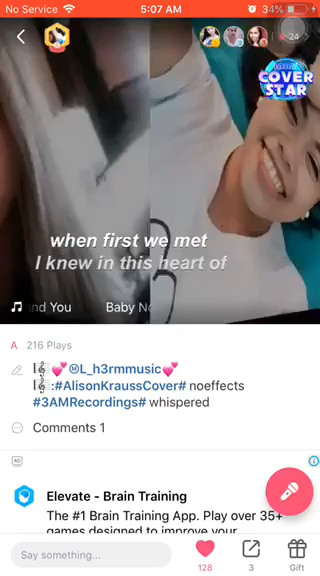 No Service 5:07 AM 34%
24
COVER
STAR
when first we met
I knew in this heart of
nd You Baby No
A 216 Plays
ⓂL_h3rmmusic
:#AlisonKraussCover# noeffects
#3AMRecordings# whispered
Comments 1
AD
Elevate - Brain Training
The #1 Brain Training App. Play over 35+
games designed to improve your
Say something...
128
3
Gift